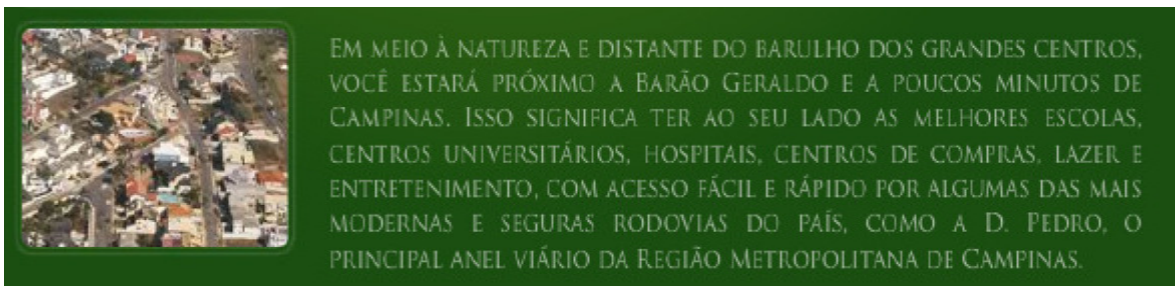 Em meio à natureza e distante do barulho dos grandes centros,
você estará próximo a Barão Geraldo e a poucos minutos de
Campinas. Isso significa ter ao seu lado as melhores escolas,
centros universitários, hospitais, centros de compras, lazer e
entretenimento, com acesso fácil e rápido por algumas das mais
modernas e seguras rodovias do país, como a D. Pedro, o
principal anel viário da Região Metropolitana de Campinas.